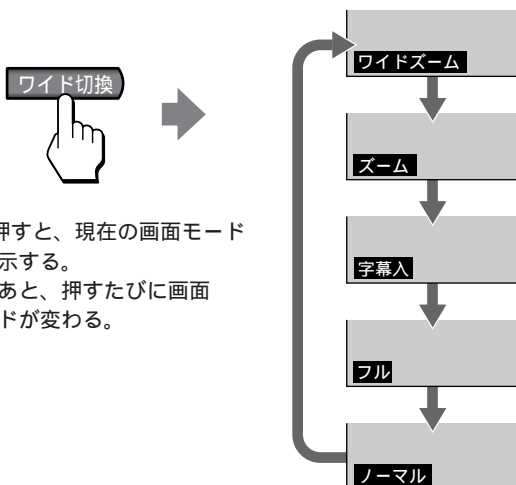 ワイド切換
押すと、現在の画面モード
示する。
あと、押すたびに画面
ドが変わる。
ワイドズーム
ズーム
字幕入
フル
ノーマル